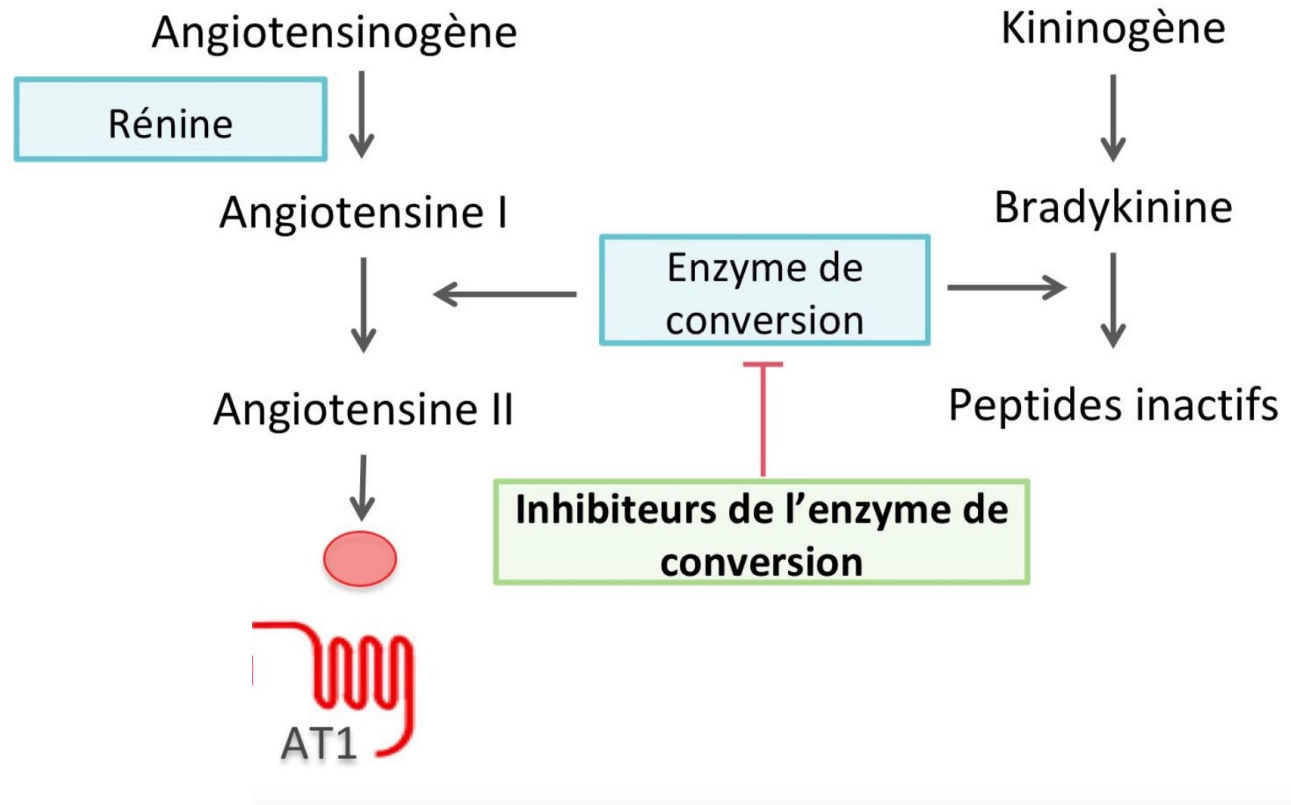 Angiotensinogène
Kininogène
Rénine
Angiotensine I
Bradykinine
Enzyme de
conversion
Angiotensine II
Peptides inactifs
Inhibiteurs de l’enzyme de
conversion
AT1